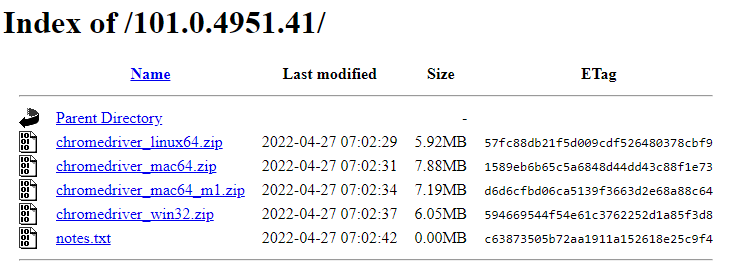 Index of /101.0.4951.41/
Name Last modified Size ETag
Parent Directory -
chromedriver_linux64.zip 2022-04-27 07:02:29 5.92MB 57fc88db21f5d009cdf526480378cbf9
chromedriver_mac64.zip 2022-04-27 07:02:31 7.88MB 1589eb6b65c5a6848d44dd43c88f1e73
chromedriver_mac64_m1.zip 2022-04-27 07:02:34 7.19MB d6d6cfbd06ca5139f3663d2e68a88c64
chromedriver_win32.zip 2022-04-27 07:02:37 6.05MB 594669544f54e61c3762252d1a85f3d8
notes.txt 2022-04-27 07:02:42 0.00MB c63873505b72aa1911a152618e25c9f4